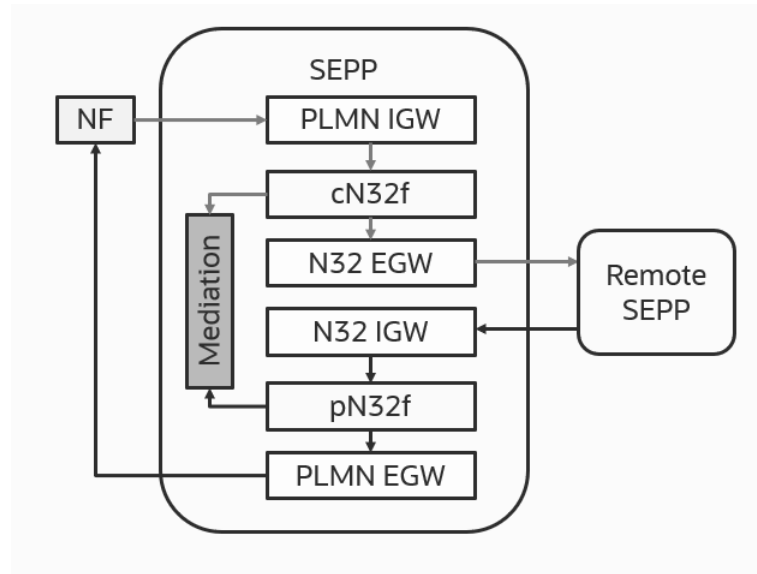 SEPP
NF
PLMN IGW
cN32f
Mediation
N32 EGW
Remote
SEPP
N32 IGW
pN32f
PLMN EGW